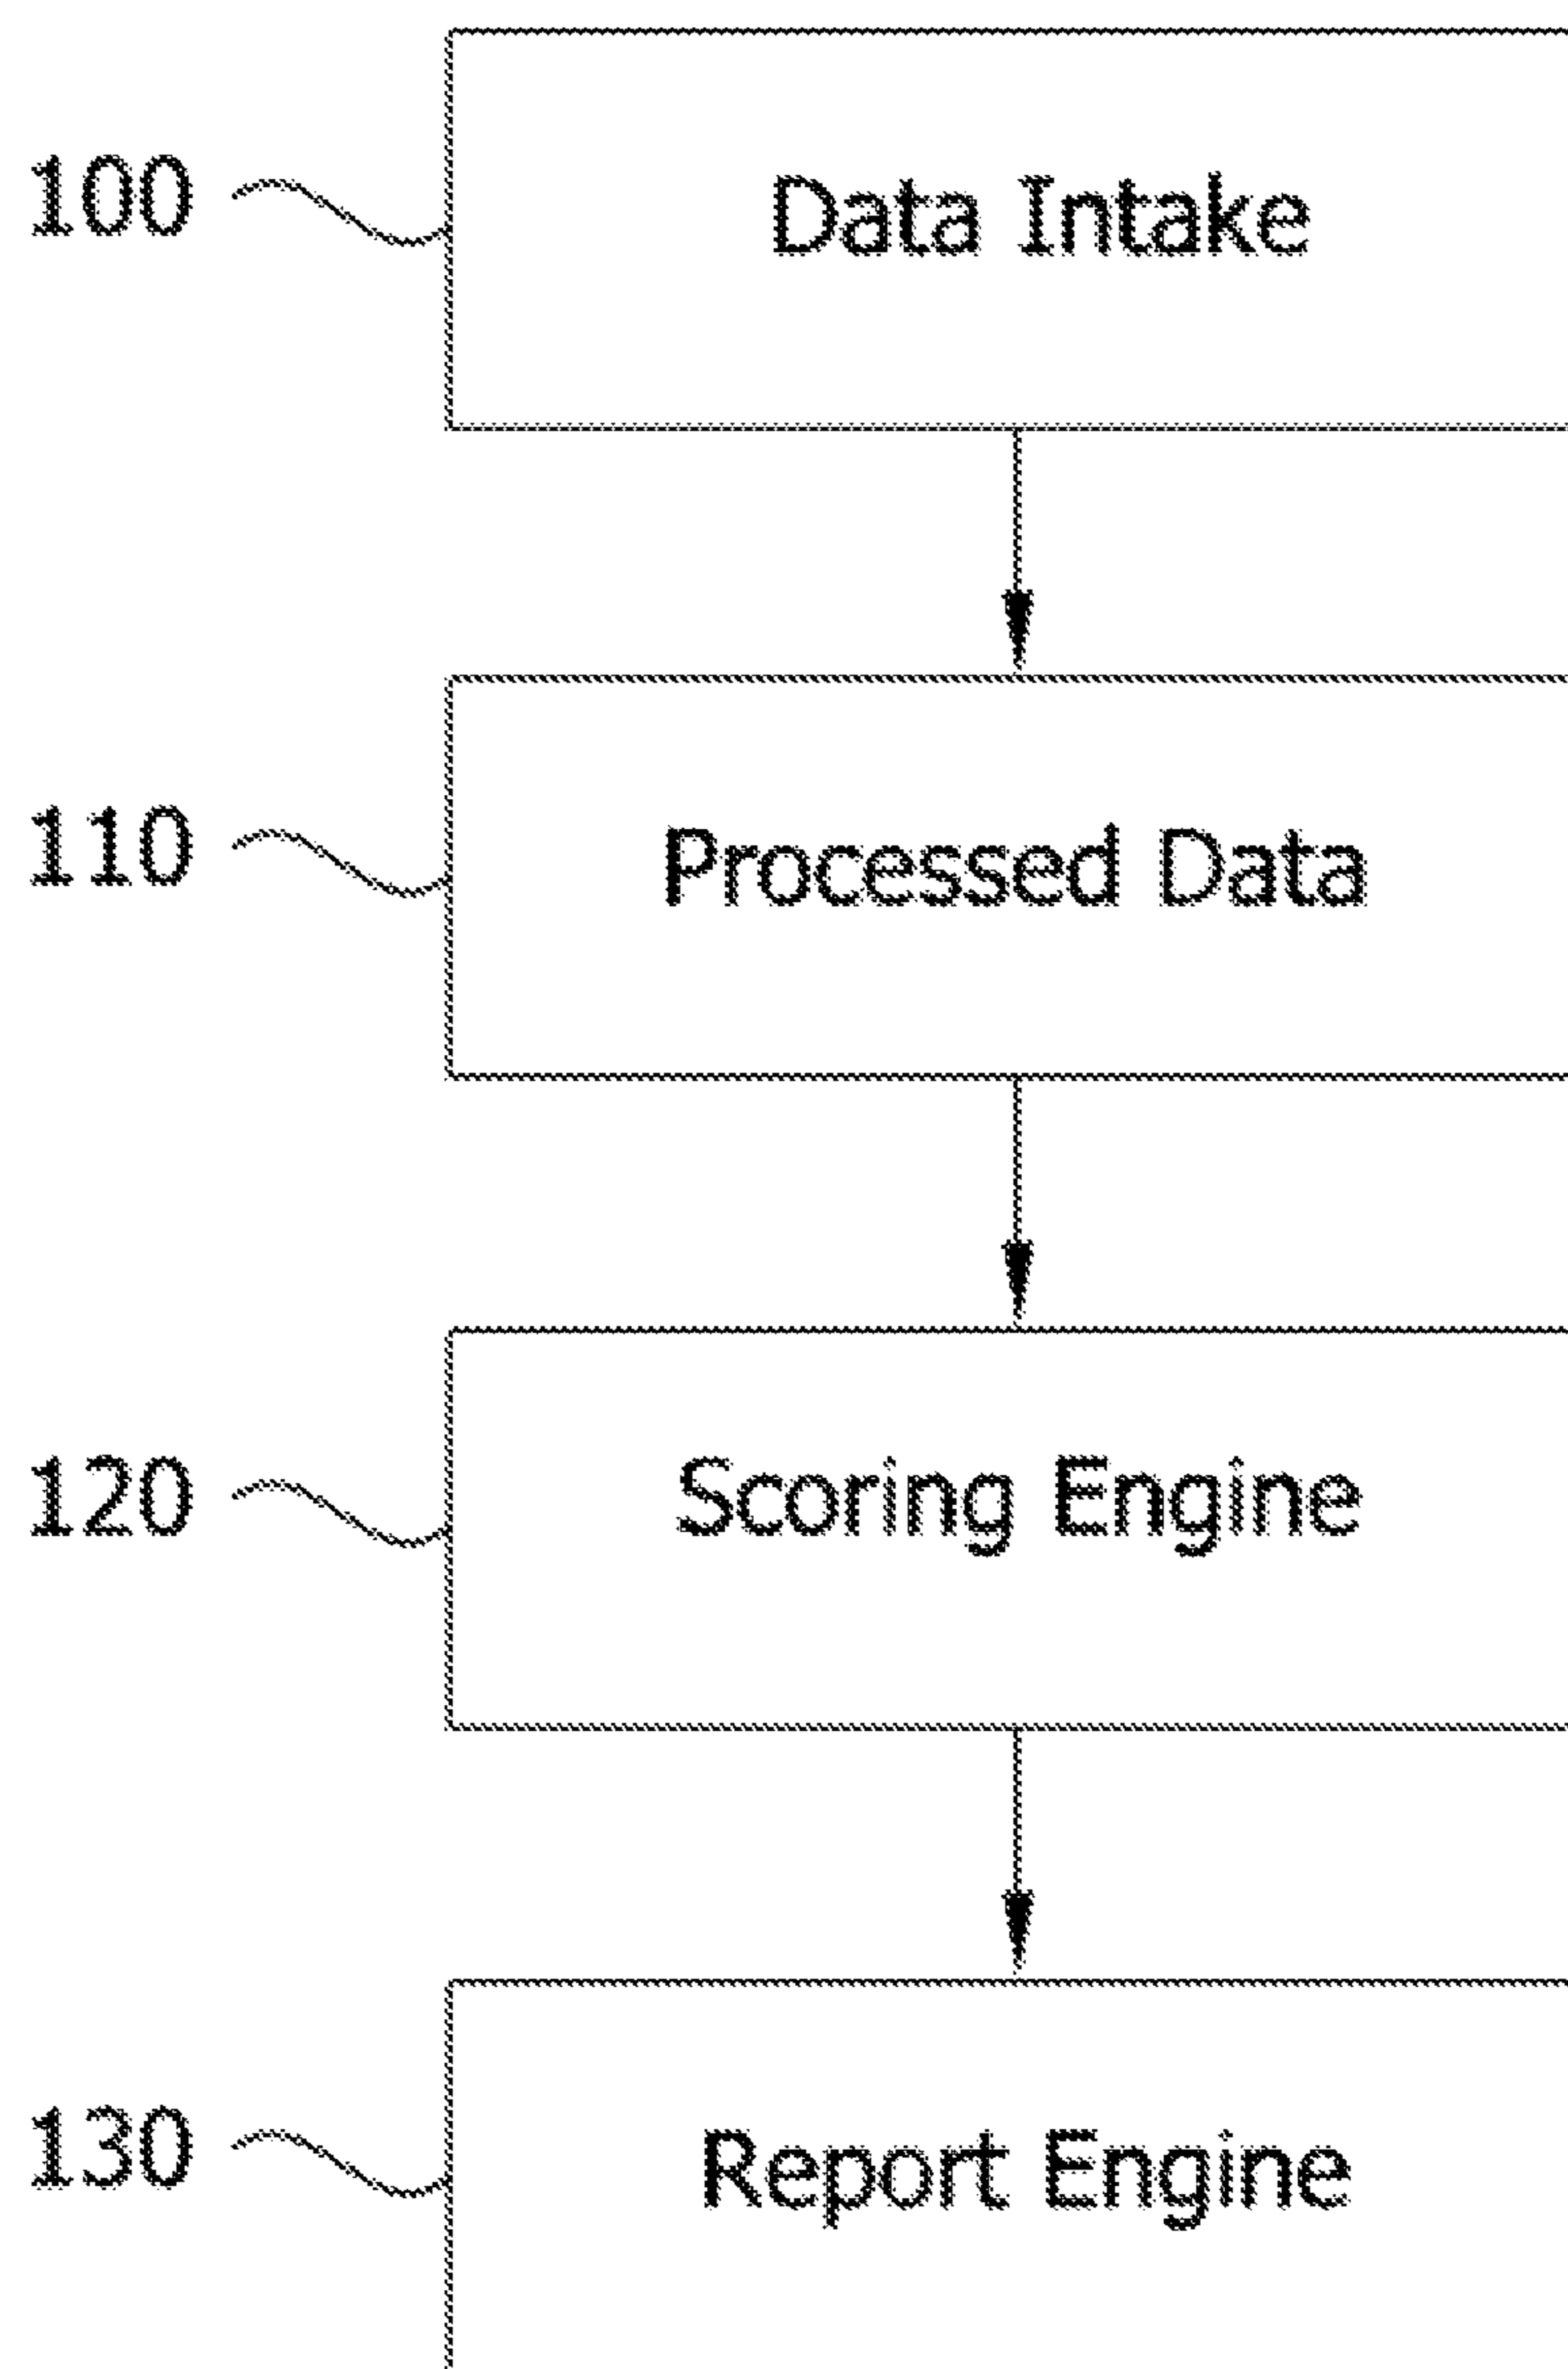 100
Data Intake
110
Processed Data
120
Scoring Engine
130
Report Engine